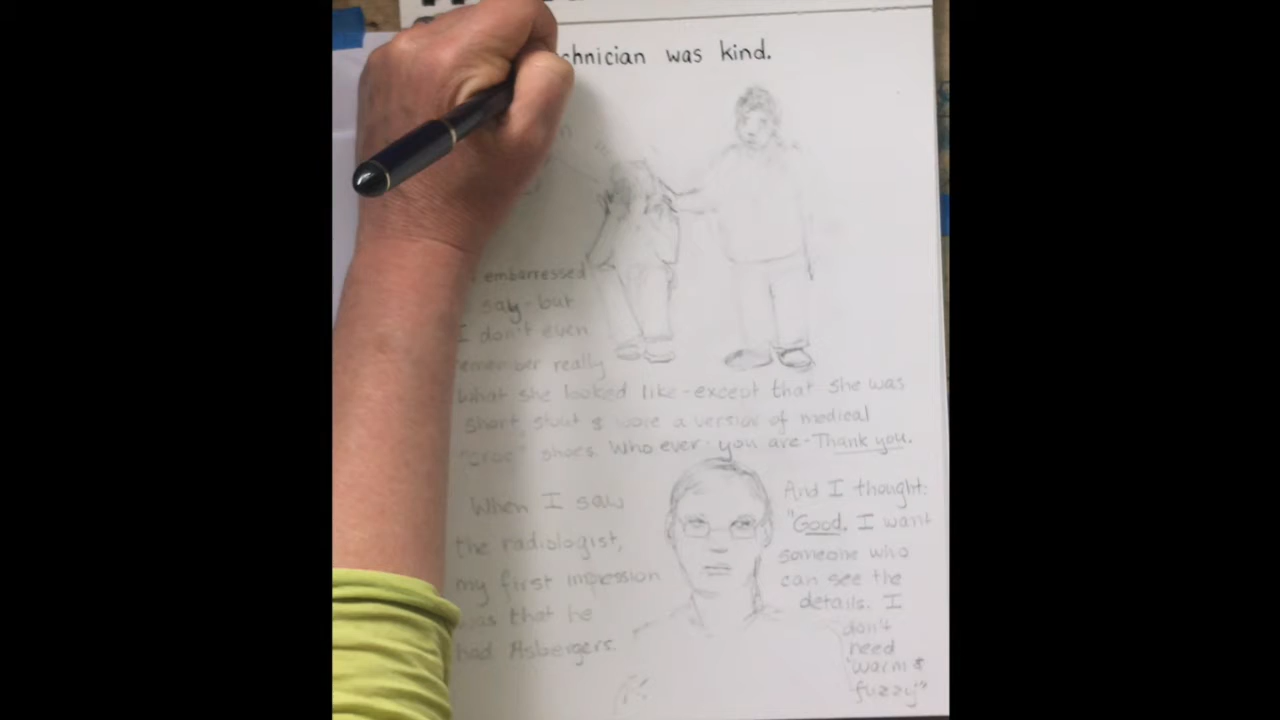 chnician was kind.
embarressed
say-but
I don't even
emember really
What she looked like-except that she was
short, stout & wore a version of medical
shoes. Who ever you are-Thank you.
When I saw
the radiologist,
my first impression
was that he
had Asbergers.
And I thought:
"Good. I want
someone who
can see the
details. I
don't
need
"warm &
fuzzy"